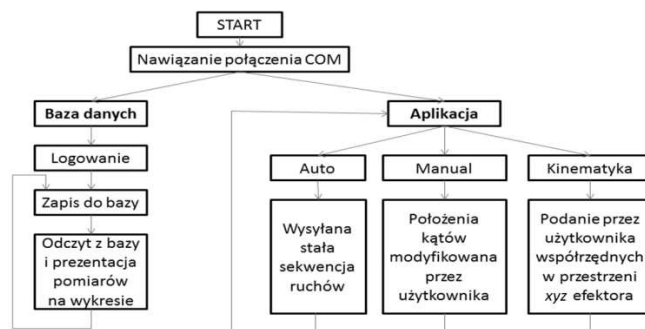 START
Nawiązanie połączenia COM
Baza danych
Aplikacja
Logowanie
Auto
Manual
Kinematyka
Zapis do bazy
Odczyt z bazy
i prezentacja
pomiarów
na wykresie
Wysyłana
stała
sekwencja
ruchów
Położenia
kątów
modyfikowana
przez
użytkownika
Podanie przez
użytkownika
współrzędnych
w przestrzeni
xyz efektora